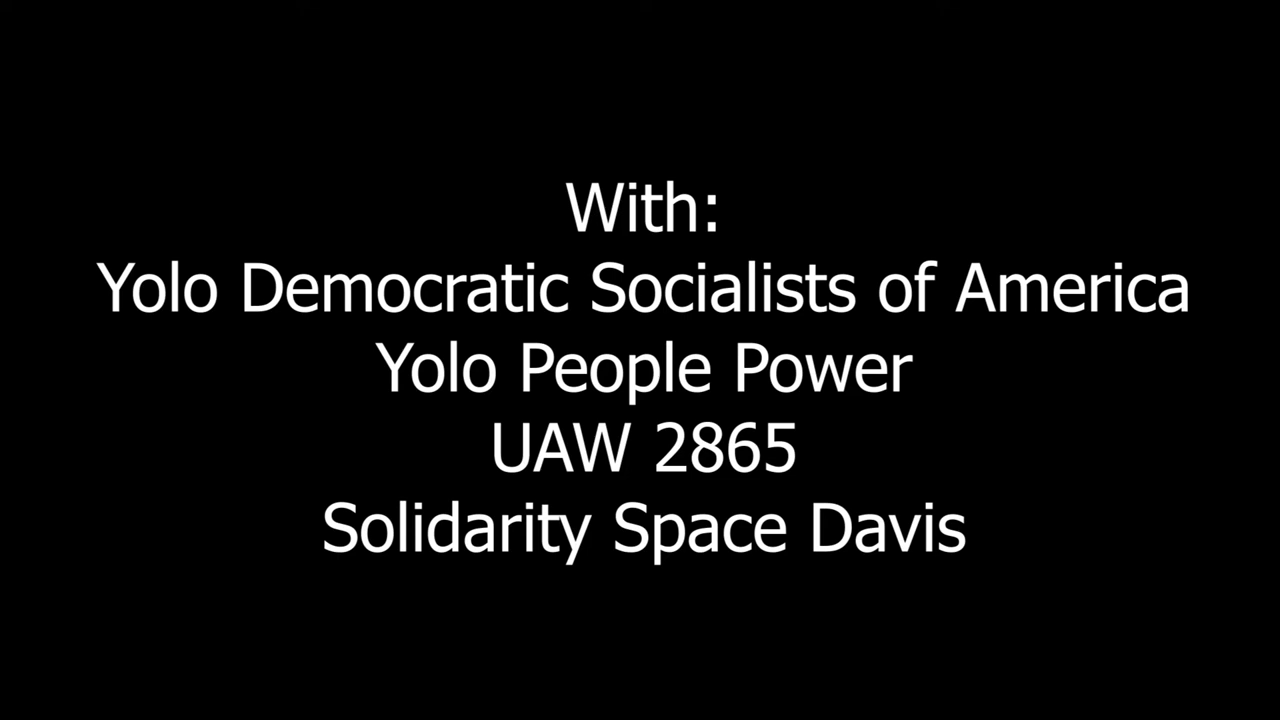 With:
Yolo Democratic Socialists of America
Yolo People Power
UAW 2865
Solidarity Space Davis